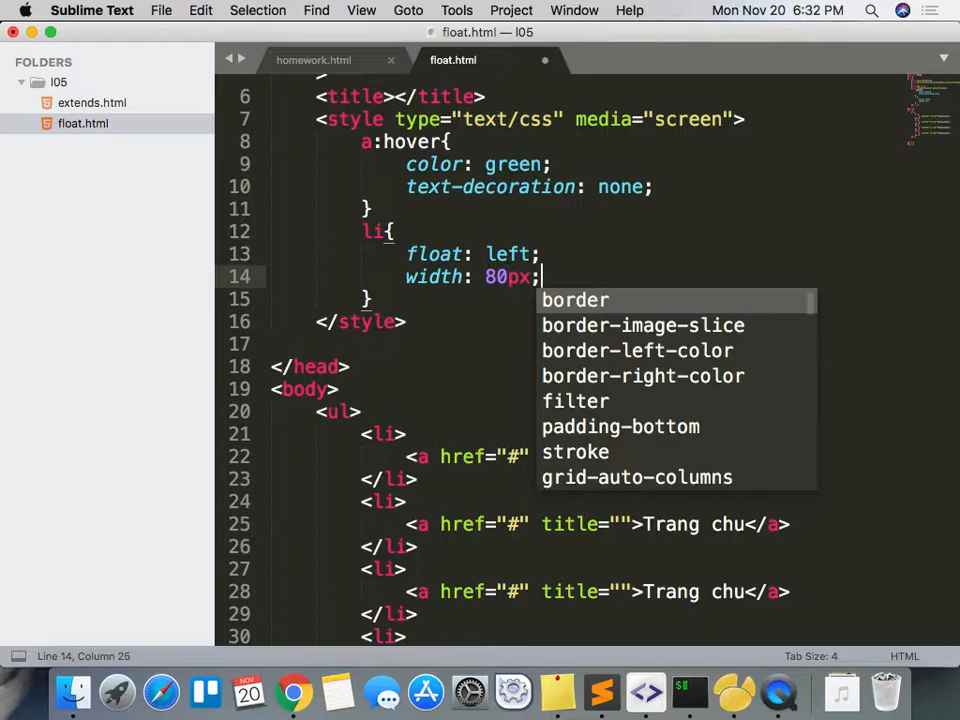 Sublime Text File Edit Selection Find View Goto Tools Project Window Help Mon Nov 20 6:32 PM
float.html — l05
FOLDERS
l05
extends.html
float.html
homework.html
float.html
>
6 <title></title>
7 <style type="text/css" media="screen">
8 a:hover{
9 color: green;
10 text-decoration: none;
11 }
12 li{
13 float: left;
14 width: 80px;
15 }
16 </style>
17
18 </head>
19 <body>
20 <ul>
21 <li>
22 <a href="#"
23 </li>
24 <li>
25 <a href="#" title="">Trang chu</a>
26 </li>
27 <li>
28 <a href="#" title="">Trang chu</a>
29 </li>
30 <li>
border
border-image-slice
border-left-color
border-right-color
filter
padding-bottom
stroke
grid-auto-columns
Line 14, Column 25 Tab Size: 4 HTML
NOV
20